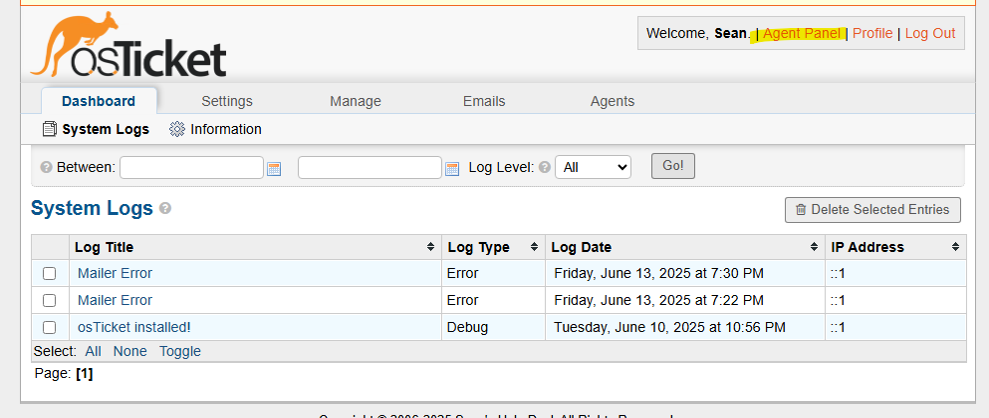 Welcome, Sean. | Agent Panel | Profile | Log Out
osTicket
Dashboard Settings Manage Emails Agents
System Logs Information
Between: Log Level: All Go!
System Logs
Delete Selected Entries
Log Title Log Type Log Date IP Address
Mailer Error Error Friday, June 13, 2025 at 7:30 PM ::1
Mailer Error Error Friday, June 13, 2025 at 7:22 PM ::1
osTicket installed! Debug Tuesday, June 10, 2025 at 10:56 PM ::1
Select: All None Toggle
Page: [1]